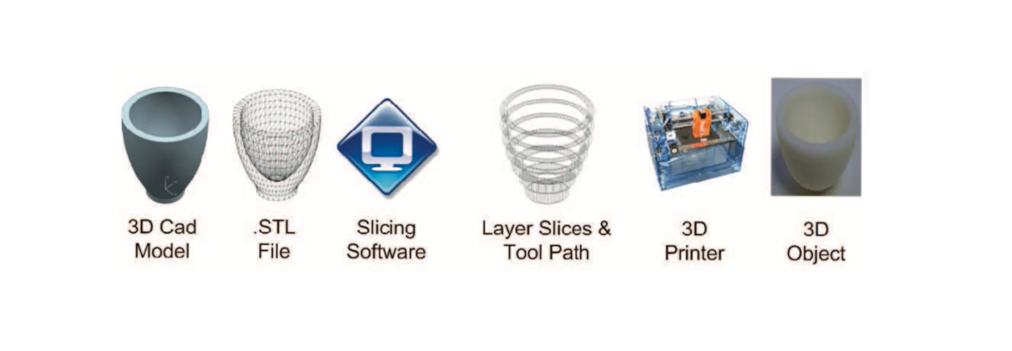 3D Cad
Model
.STL
File
Slicing
Software
Layer Slices &
Tool Path
3D
Printer
3D
Object